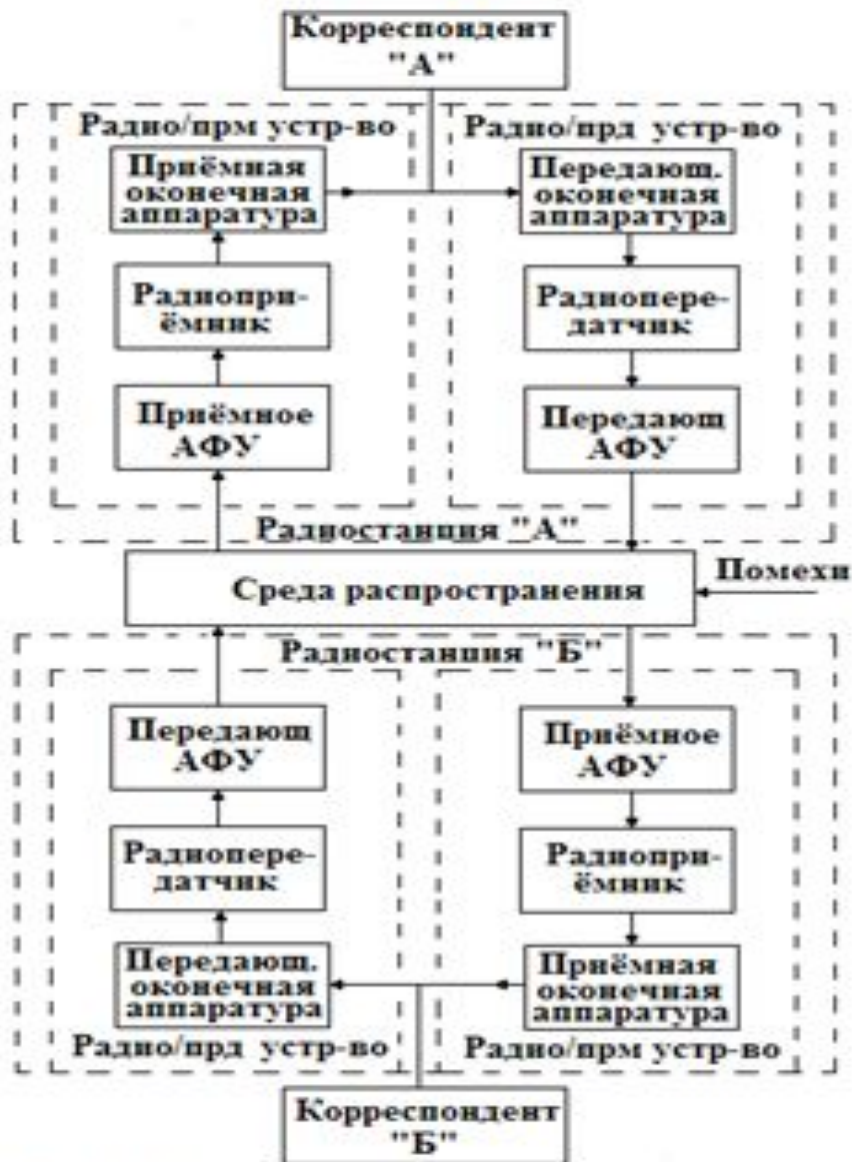 Корреспондент
"А"
Радио/прм устр-во
Приёмная
оконечная
аппаратура
Радиопри-
ёмник
Приёмное
АФУ
Радио/прд устр-во
Передающ.
оконечная
аппаратура
Радиопере-
датчик
Передающ
АФУ
Радиостанция "А"
Среда распространения
Помехи
Радиостанция "Б"
Передающ
АФУ
Радиопере-
датчик
Передающ.
оконечная
аппаратура
Радио/прд устр-во
Приёмное
АФУ
Радиопри-
ёмник
Приёмная
оконечная
аппаратура
Радио/прм устр-во
Корреспондент
"Б"